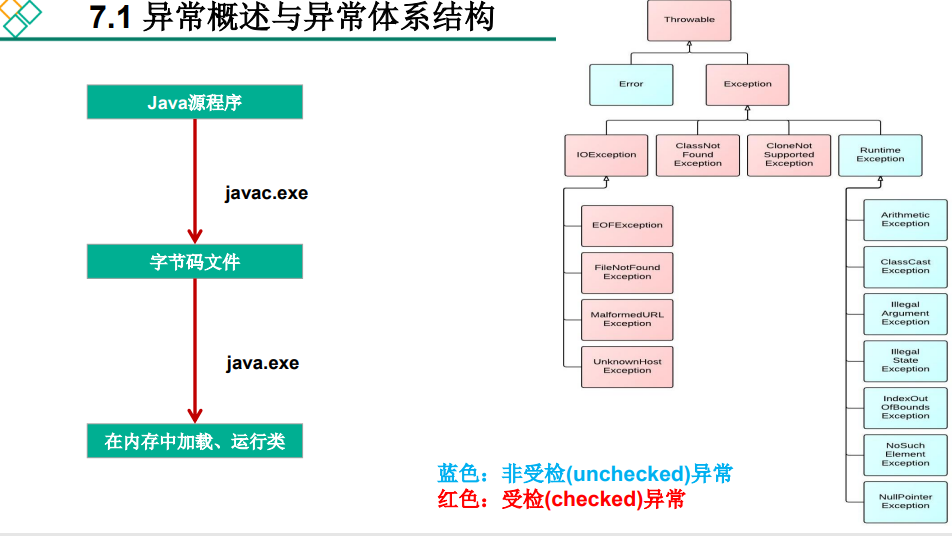 7.1 异常概述与异常体系结构
Java源程序
javac.exe
字节码文件
java.exe
在内存中加载、运行类
Throwable
Error
Exception
IOException
ClassNot
Found
Exception
CloneNot
Supported
Exception
Runtime
Exception
EOFException
FileNotFound
Exception
MalformedURL
Exception
UnknownHost
Exception
Arithmetic
Exception
ClassCast
Exception
Illegal
Argument
Exception
Illegal
State
Exception
IndexOut
OfBounds
Exception
NoSuch
Element
Exception
NullPointer
Exception
蓝色：非受检(unchecked)异常
红色：受检(checked)异常